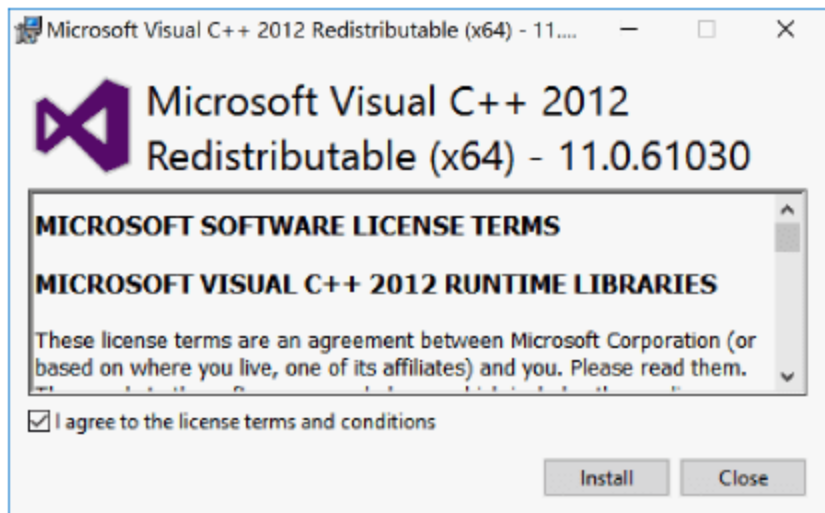 Microsoft Visual C++ 2012 Redistributable (x64) - 11....
Microsoft Visual C++ 2012
Redistributable (x64) - 11.0.61030
MICROSOFT SOFTWARE LICENSE TERMS
MICROSOFT VISUAL C++ 2012 RUNTIME LIBRARIES
These license terms are an agreement between Microsoft Corporation (or
based on where you live, one of its affiliates) and you. Please read them.
I agree to the license terms and conditions
Install Close